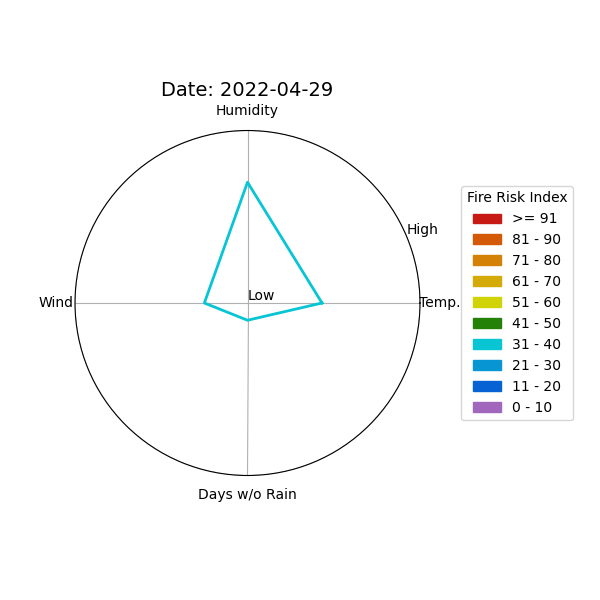 Date: 2022-04-29
Humidity
High
Low
Wind
Temp.
Days w/o Rain
Fire Risk Index
>= 91
81 - 90
71 - 80
61 - 70
51 - 60
41 - 50
31 - 40
21 - 30
11 - 20
0 - 10